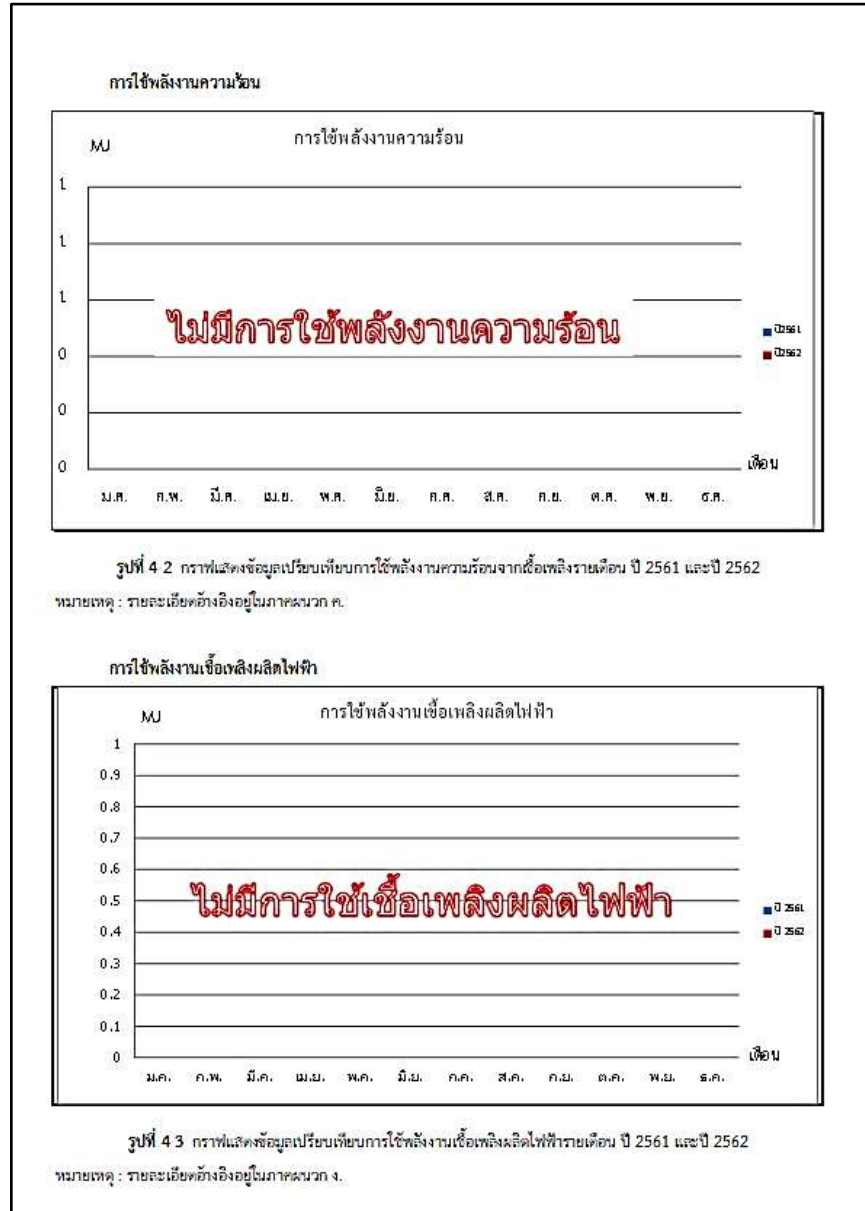 การใช้พลังงานความร้อน
MJ
การใช้พลังงานความร้อน
1
1
1
ไม่มีการใช้พลังงานความร้อน
ปี2561
0
ปี2562
0
0
เดือน
ม.ค. ก.พ. มี.ค. เม.ย. พ.ค. มิ.ย. ก.ค. ส.ค. ก.ย. ต.ค. พ.ย. ธ.ค.
รูปที่ 4 2 กราฟแสดงข้อมูลเปรียบเทียบการใช้พลังงานความร้อนจากเชื้อเพลิงรายเดือน ปี 2561 และปี 2562
หมายเหตุ : รายละเอียดอ้างอิงอยู่ในภาคผนวก ค.
การใช้พลังงานเชื้อเพลิงผลิตไฟฟ้า
MJ
การใช้พลังงานเชื้อเพลิงผลิตไฟฟ้า
1
0.9
0.8
0.7
0.6
0.5
ไม่มีการใช้เชื้อเพลิงผลิตไฟฟ้า
ปี 2561
0.4
ปี 2562
0.3
0.2
0.1
0
เดือน
ม.ค. ก.พ. มี.ค. เม.ย. พ.ค. มิ.ย. ก.ค. ส.ค. ก.ย. ต.ค. พ.ย. ธ.ค.
รูปที่ 4 3 กราฟแสดงข้อมูลเปรียบเทียบการใช้พลังงานเชื้อเพลิงผลิตไฟฟ้ารายเดือน ปี 2561 และปี 2562
หมายเหตุ : รายละเอียดอ้างอิงอยู่ในภาคผนวก ง.